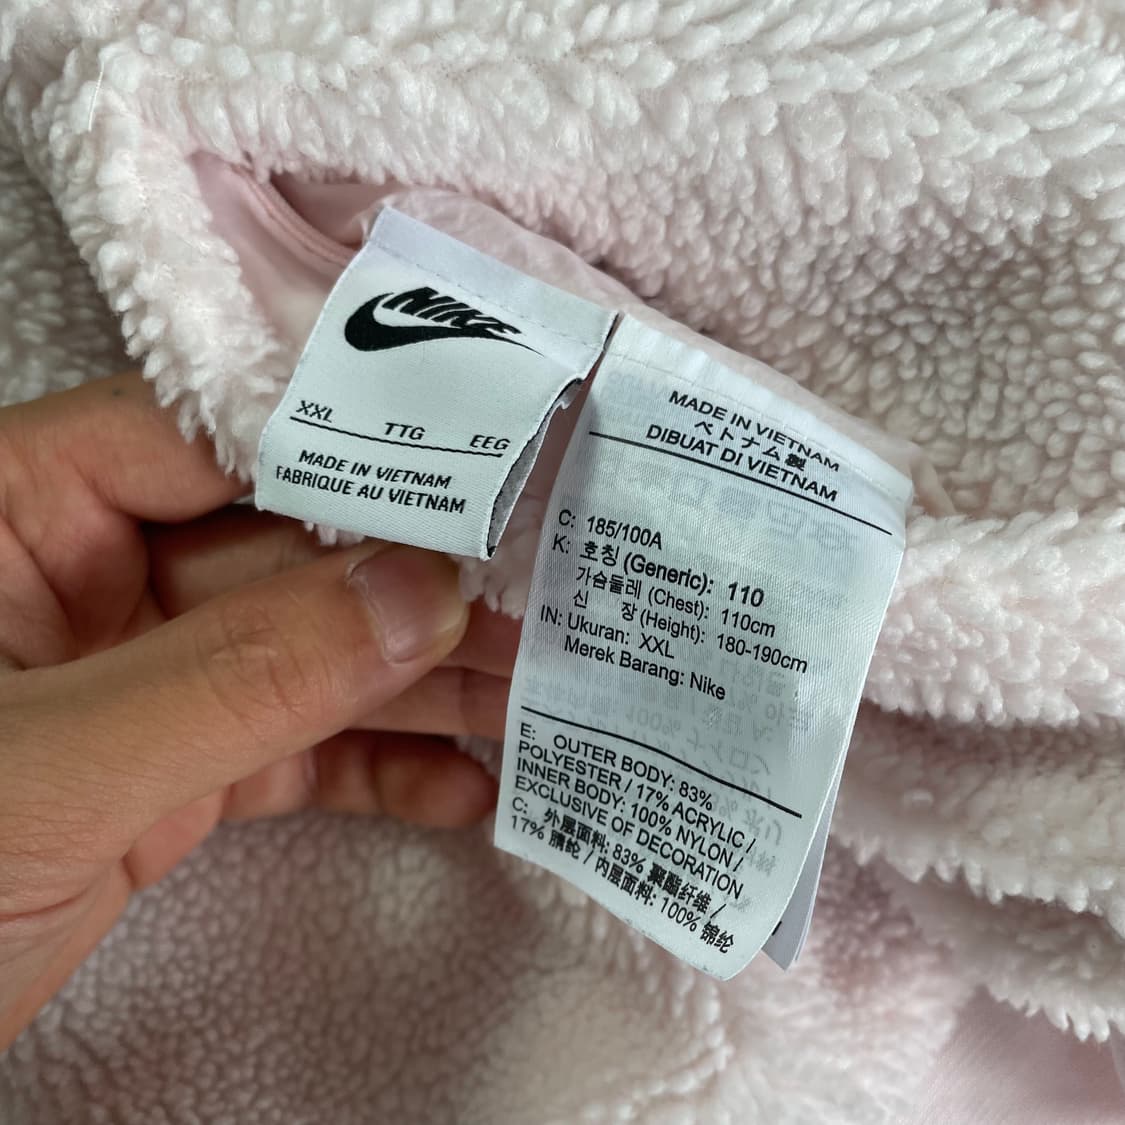 NIKE
XXL TTG EEG
MADE IN VIETNAM
FABRIQUE AU VIETNAM
MADE IN VIETNAM
ベトナム製
DIBUAT DI VIETNAM
C: 185/100A
K: 호칭 (Generic): 110
가슴둘레 (Chest): 110cm
신 장 (Height): 180-190cm
IN: Ukuran: XXL
Merek Barang: Nike
E: OUTER BODY: 83%
POLYESTER / 17% ACRYLIC /
INNER BODY: 100% NYLON /
EXCLUSIVE OF DECORATION
C: 外层面料: 83% 聚酯纤维 /
17% 腈纶 / 内层面料: 100% 锦纶